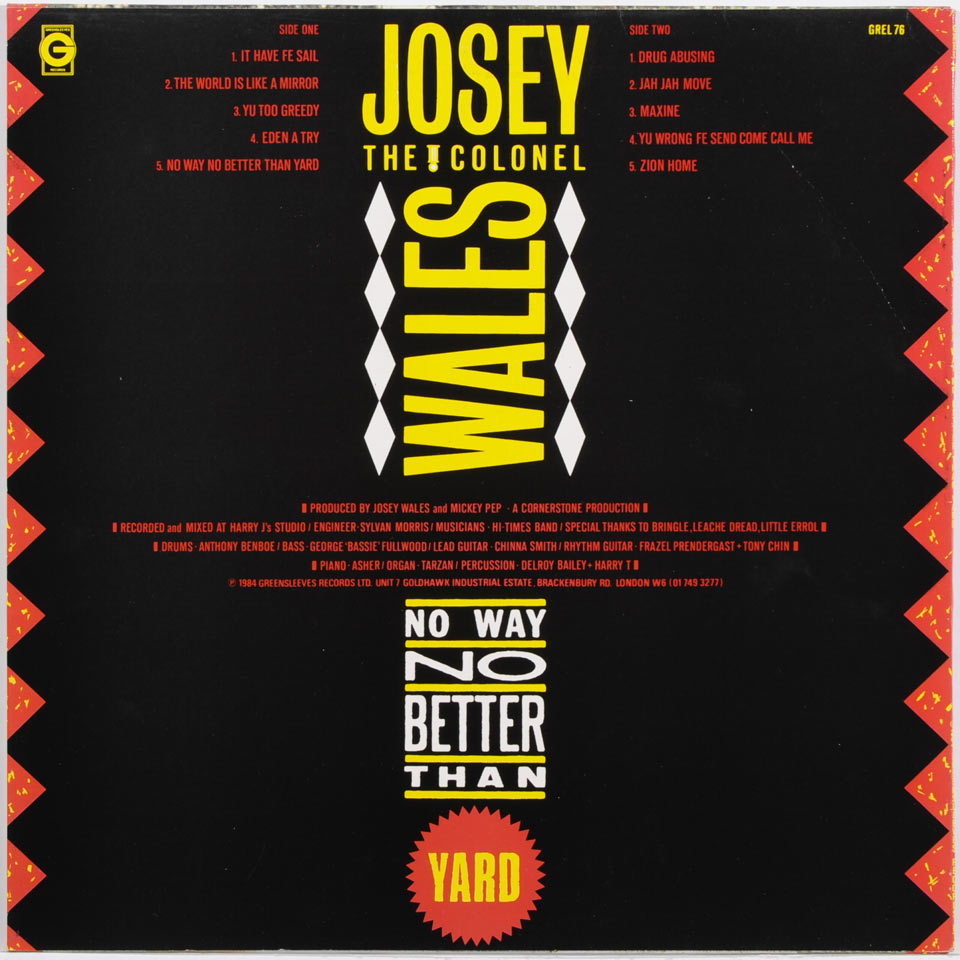 GREENSLEEVES
G
RECORDS
SIDE ONE
1. IT HAVE FE SAIL
2. THE WORLD IS LIKE A MIRROR
3. YU TOO GREEDY
4. EDEN A TRY
5. NO WAY NO BETTER THAN YARD
JOSEY
THE ! COLONEL
WALES
SIDE TWO
1. DRUG ABUSING
2. JAH JAH MOVE
3. MAXINE
4. YU WRONG FE SEND COME CALL ME
5. ZION HOME
GREL 76
PRODUCED BY JOSEY WALES and MICKEY PEP · A CORNERSTONE PRODUCTION
RECORDED and MIXED AT HARRY J's STUDIO / ENGINEER · SYLVAN MORRIS / MUSICIANS · HI-TIMES BAND / SPECIAL THANKS TO BRINGLE, LEACHE DREAD, LITTLE ERROL
DRUMS · ANTHONY BENBOE / BASS · GEORGE 'BASSIE' FULLWOOD / LEAD GUITAR · CHINNA SMITH / RHYTHM GUITAR · FRAZEL PRENDERGAST + TONY CHIN
PIANO · ASHER / ORGAN · TARZAN / PERCUSSION · DELROY BAILEY + HARRY T
℗ 1984 GREENSLEEVES RECORDS LTD. UNIT 7 GOLDHAWK INDUSTRIAL ESTATE, BRACKENBURY RD. LONDON W6 (01 749 3277)
NO WAY
NO
BETTER
THAN
YARD